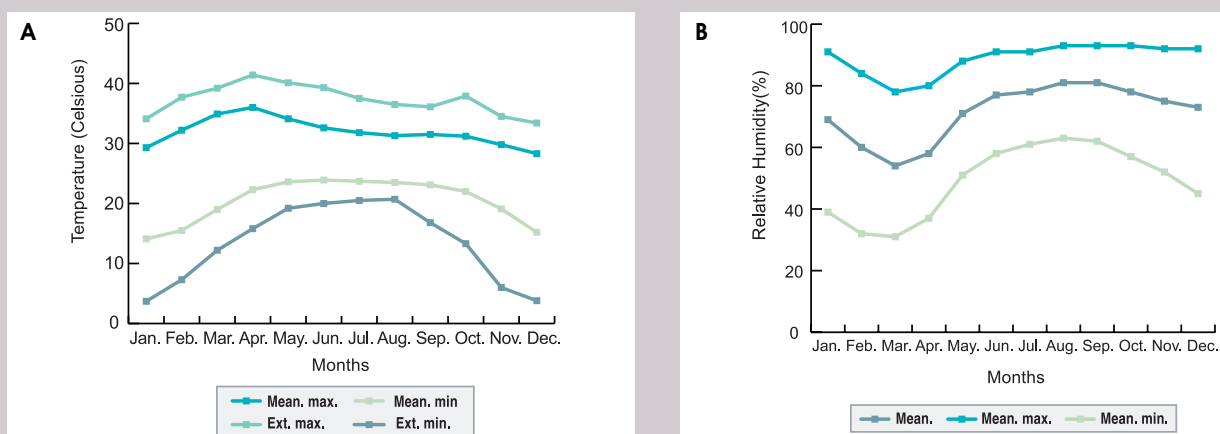 A
50
40
30
20
10
0
Temperature (Celsious)
Jan. Feb. Mar. Apr. May. Jun. Jul. Aug. Sep. Oct. Nov. Dec.
Months
Mean. max. Mean. min
Ext. max. Ext. min.
B
100
80
60
40
20
0
Relative Humidity(%)
Jan. Feb. Mar. Apr. May. Jun. Jul. Aug. Sep. Oct. Nov. Dec.
Months
Mean. Mean. max. Mean. min.